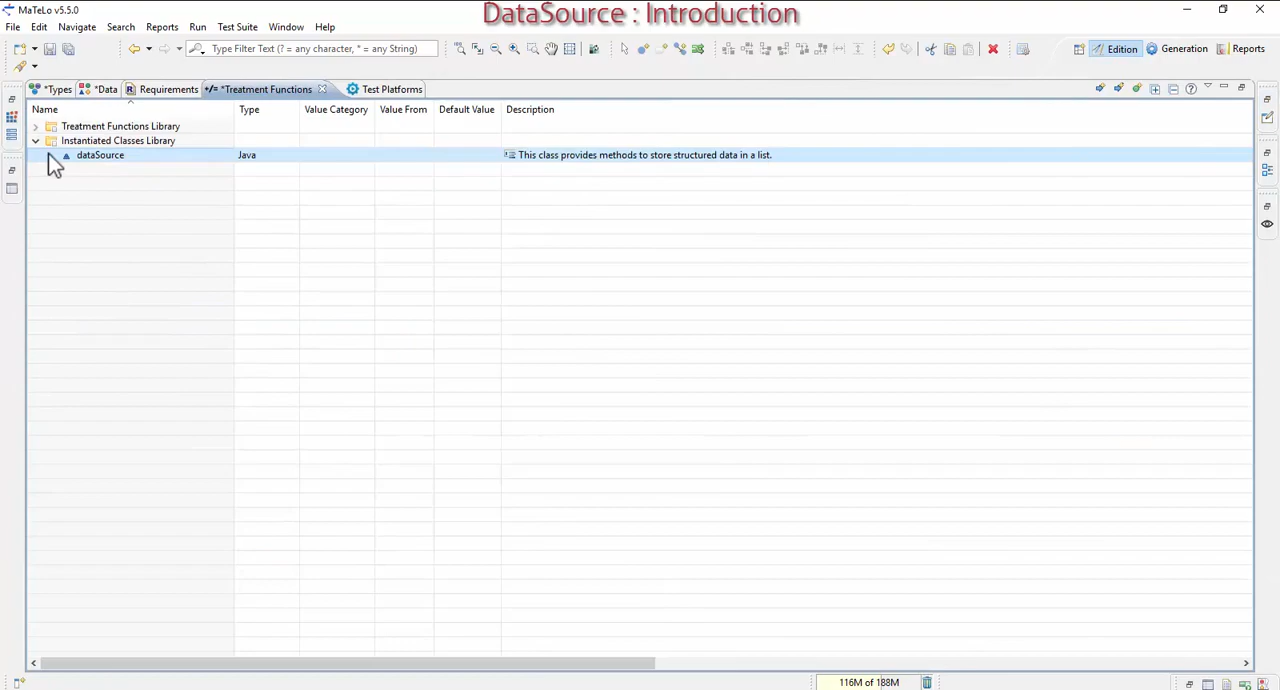 MaTeLo v5.5.0
DataSource : Introduction
File Edit Navigate Search Reports Run Test Suite Window Help
Type Filter Text (? = any character, * = any String)
Edition Generation Reports
*Types *Data Requirements *Treatment Functions Test Platforms
Name Type Value Category Value From Default Value Description
Treatment Functions Library
Instantiated Classes Library
dataSource Java This class provides methods to store structured data in a list.
116M of 188M